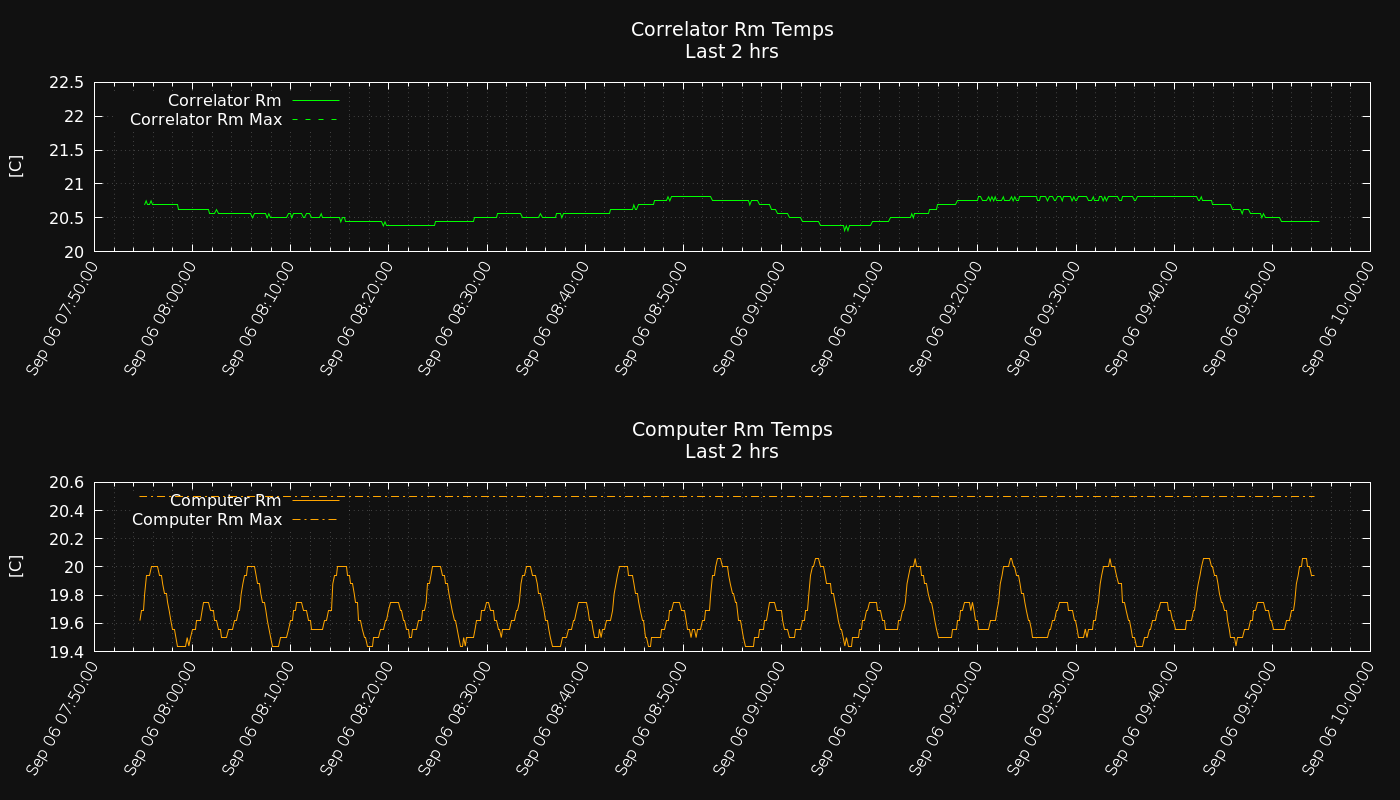 Correlator Rm Temps
Last 2 hrs
[C]
22.5
22
21.5
21
20.5
20
Correlator Rm
Correlator Rm Max
Sep 06 07:50:00
Sep 06 08:00:00
Sep 06 08:10:00
Sep 06 08:20:00
Sep 06 08:30:00
Sep 06 08:40:00
Sep 06 08:50:00
Sep 06 09:00:00
Sep 06 09:10:00
Sep 06 09:20:00
Sep 06 09:30:00
Sep 06 09:40:00
Sep 06 09:50:00
Sep 06 10:00:00
Computer Rm Temps
Last 2 hrs
[C]
20.6
20.4
20.2
20
19.8
19.6
19.4
Computer Rm
Computer Rm Max
Sep 06 07:50:00
Sep 06 08:00:00
Sep 06 08:10:00
Sep 06 08:20:00
Sep 06 08:30:00
Sep 06 08:40:00
Sep 06 08:50:00
Sep 06 09:00:00
Sep 06 09:10:00
Sep 06 09:20:00
Sep 06 09:30:00
Sep 06 09:40:00
Sep 06 09:50:00
Sep 06 10:00:00